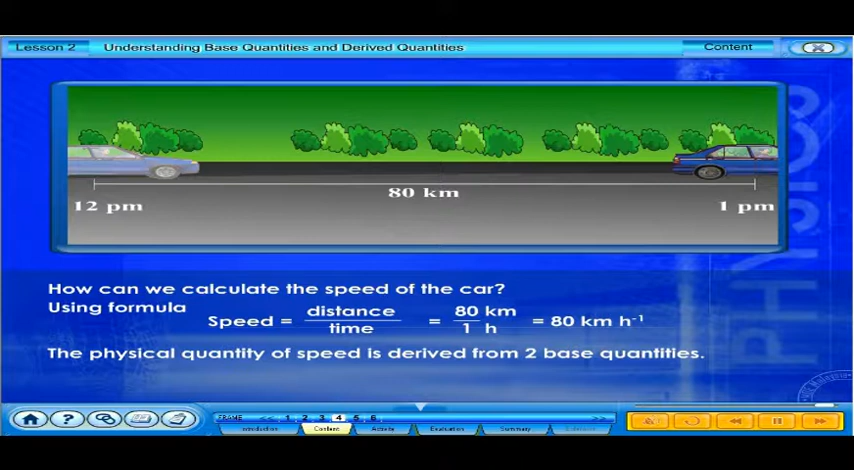 Lesson 2 Understanding Base Quantities and Derived Quantities Content
PHYSICS
80 km
12 pm 1 pm
How can we calculate the speed of the car?
Using formula
Speed = distance / time = 80 km / 1 h = 80 km h⁻¹
The physical quantity of speed is derived from 2 base quantities.
FRAME << 1 2 3 4 5 6 >>
Introduction Content Activity Evaluation Summary